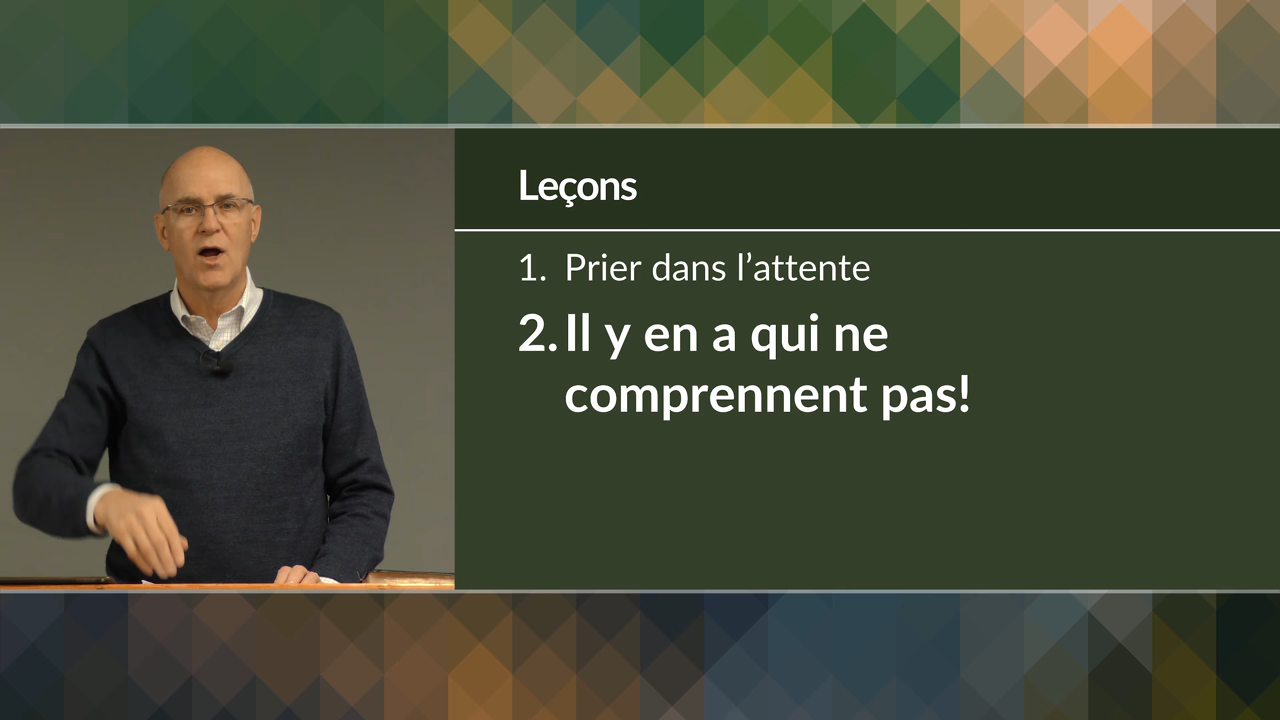 Leçons
1. Prier dans l’attente
2. Il y en a qui ne
comprennent pas!